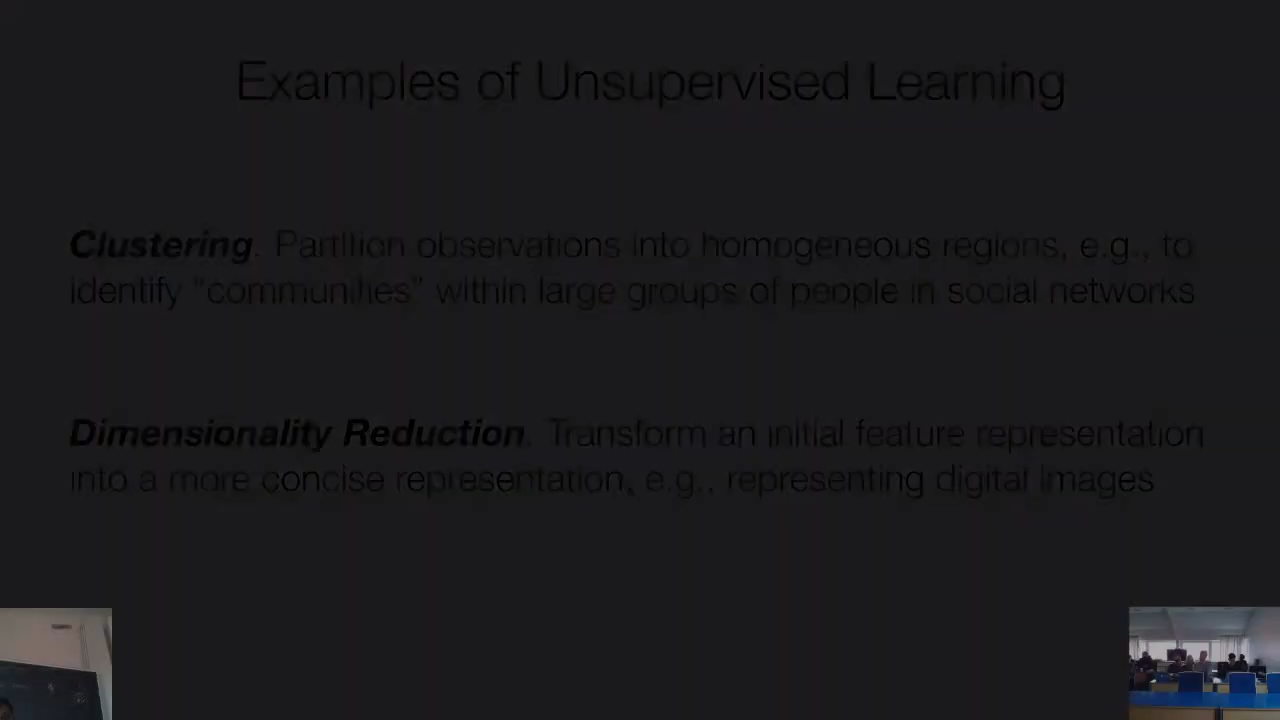 Examples of Unsupervised Learning
Clustering. Partition observations into homogeneous regions, e.g., to
identify "communities" within large groups of people in social networks
Dimensionality Reduction. Transform an initial feature representation
into a more concise representation, e.g., representing digital images